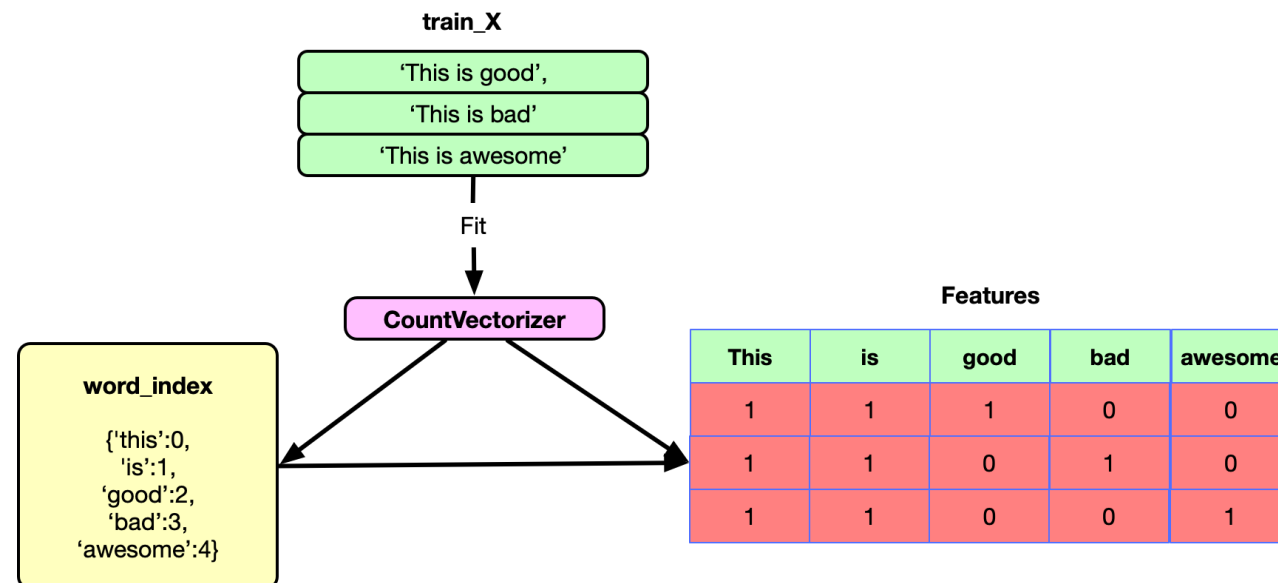 train_X
‘This is good’,
‘This is bad’
‘This is awesome’
Fit
CountVectorizer
word_index
{'this’:0,
'is’:1,
‘good’:2,
‘bad’:3,
‘awesome’:4}
Features
This is good bad awesome
1 1 1 0 0
1 1 0 1 0
1 1 0 0 1